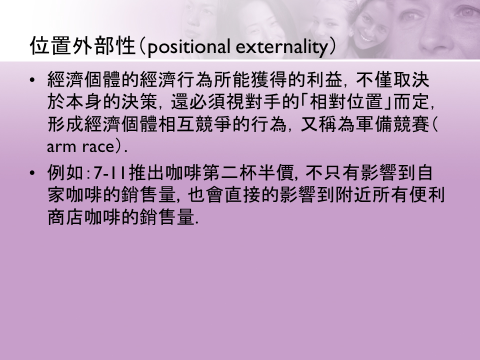 位置外部性(positional externality)
• 經濟個體的經濟行為所能獲得的利益, 不僅取決
於本身的決策, 還必須視對手的「相對位置」而定,
形成經濟個體相互競爭的行為, 又稱為軍備競賽(
arm race).
• 例如:7-11推出咖啡第二杯半價, 不只有影響到自
家咖啡的銷售量, 也會直接的影響到附近所有便利
商店咖啡的銷售量.